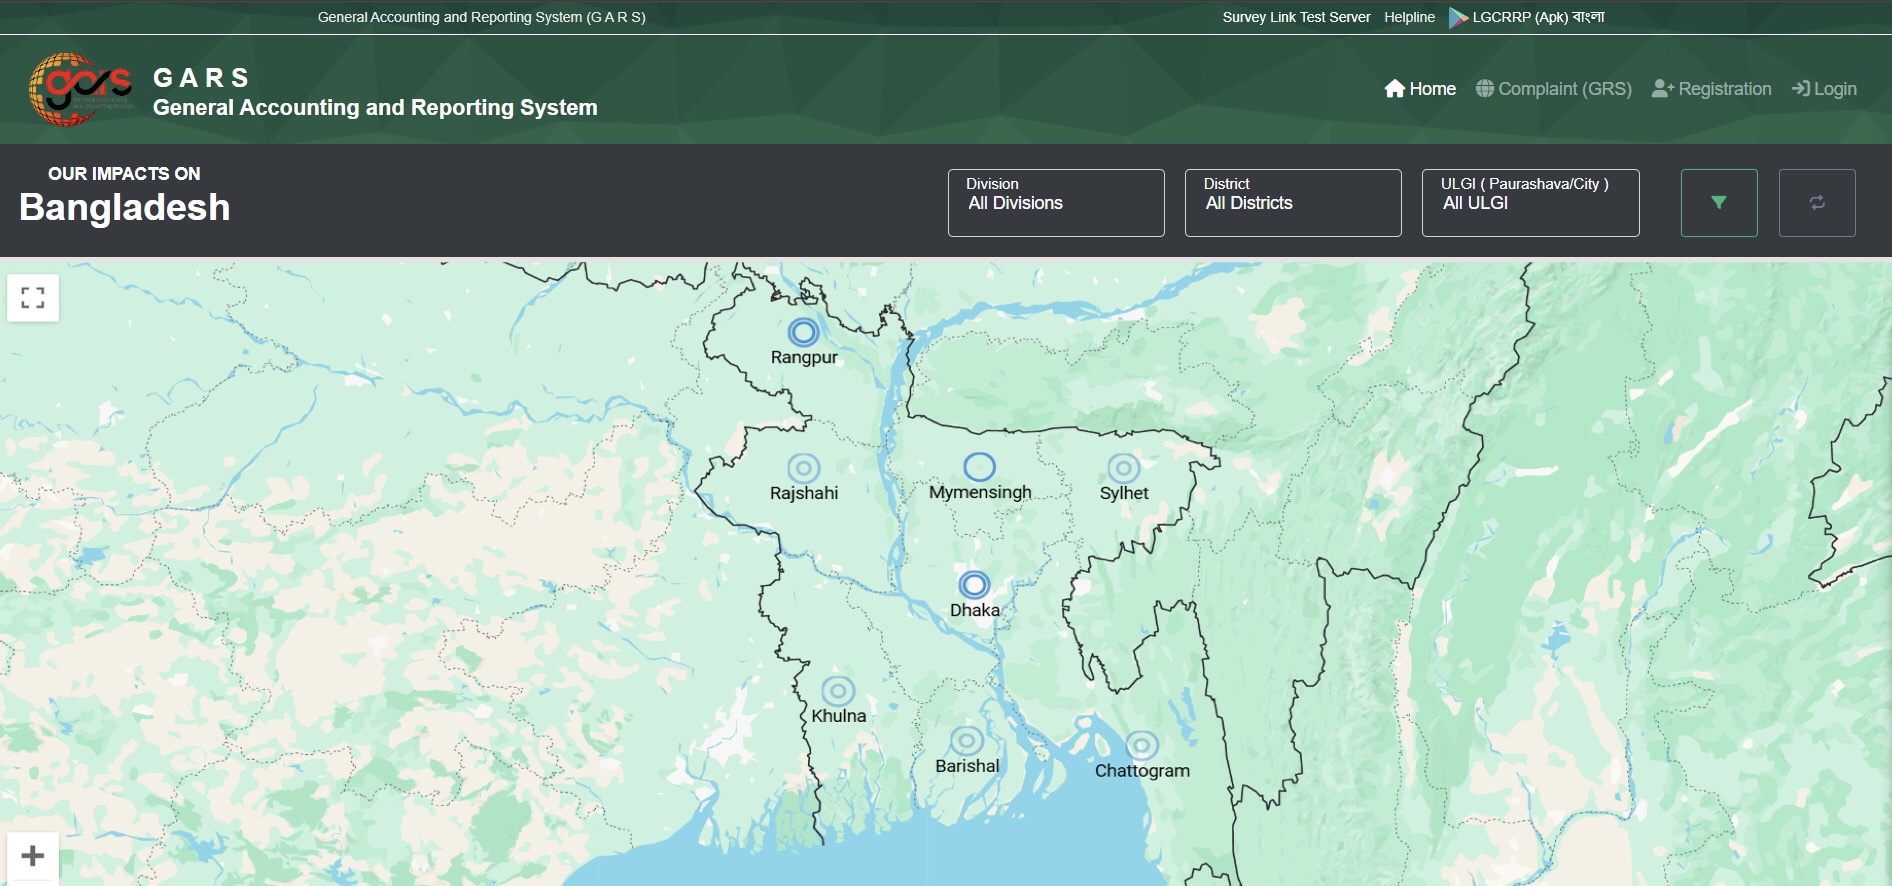 General Accounting and Reporting System (G A R S)
Survey Link Test Server Helpline LGCRRP (Apk) বাংলা
gars
G A R S
General Accounting and Reporting System
Home Complaint (GRS) Registration Login
OUR IMPACTS ON
Bangladesh
Division
All Divisions
District
All Districts
ULGI ( Paurashava/City )
All ULGI
Rangpur
Rajshahi
Mymensingh
Sylhet
Dhaka
Khulna
Barishal
Chattogram